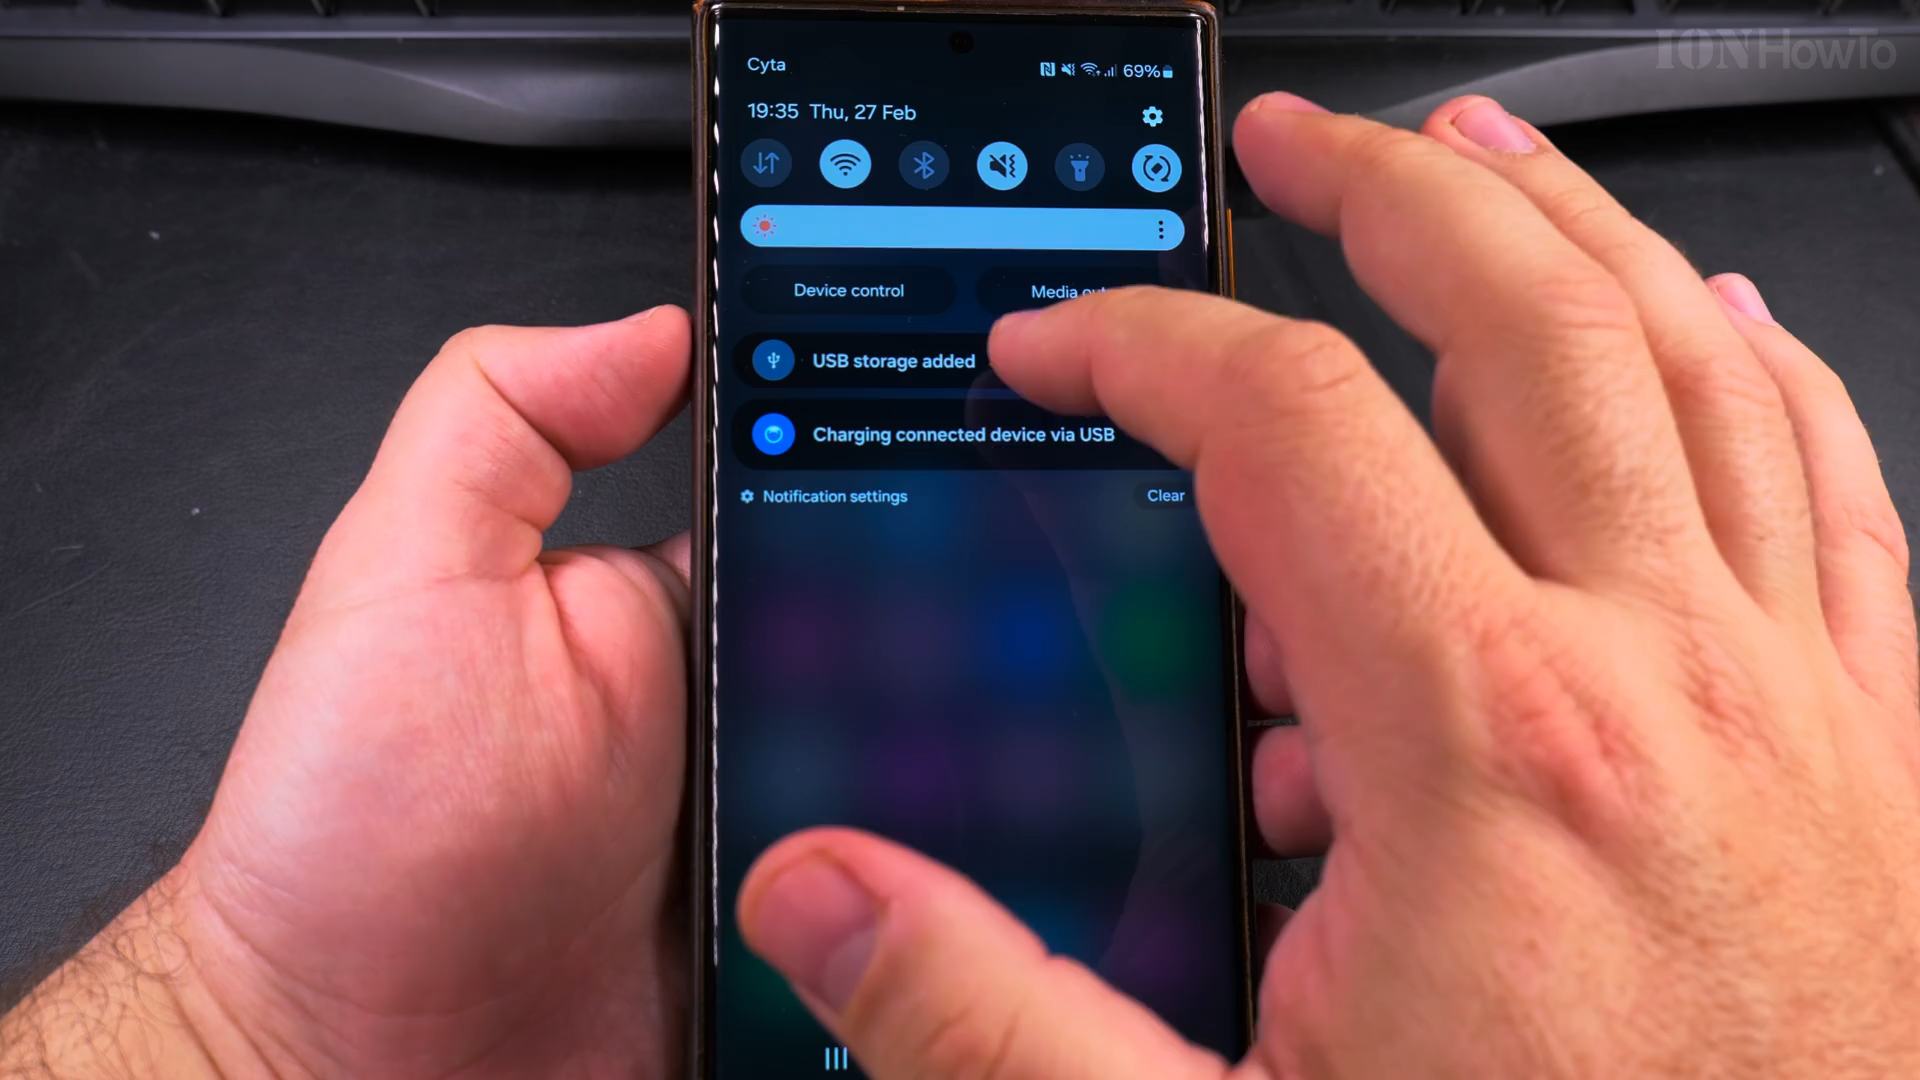 IONHowTo
Cyta
69%
19:35 Thu, 27 Feb
Device control
Media
USB storage added
Charging connected device via USB
Notification settings
Clear